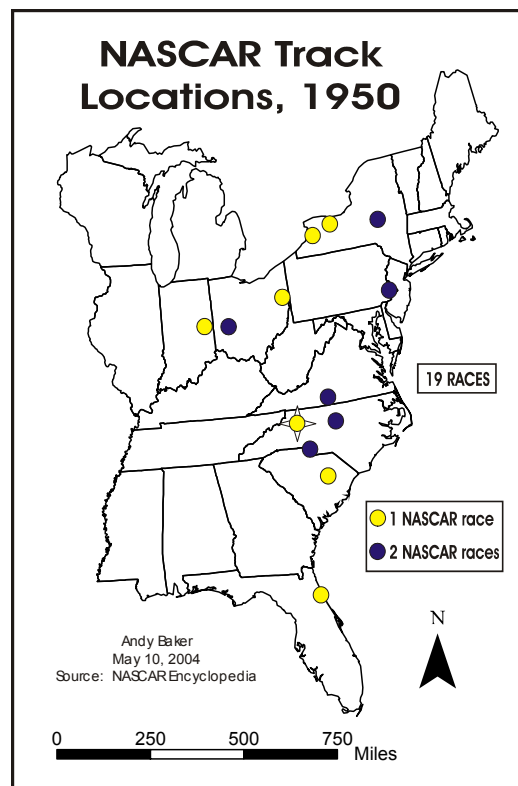 NASCAR Track
Locations, 1950
19 RACES
1 NASCAR race
2 NASCAR races
N
Andy Baker
May 10, 2004
Source: NASCAR Encyclopedia
0 250 500 750
Miles